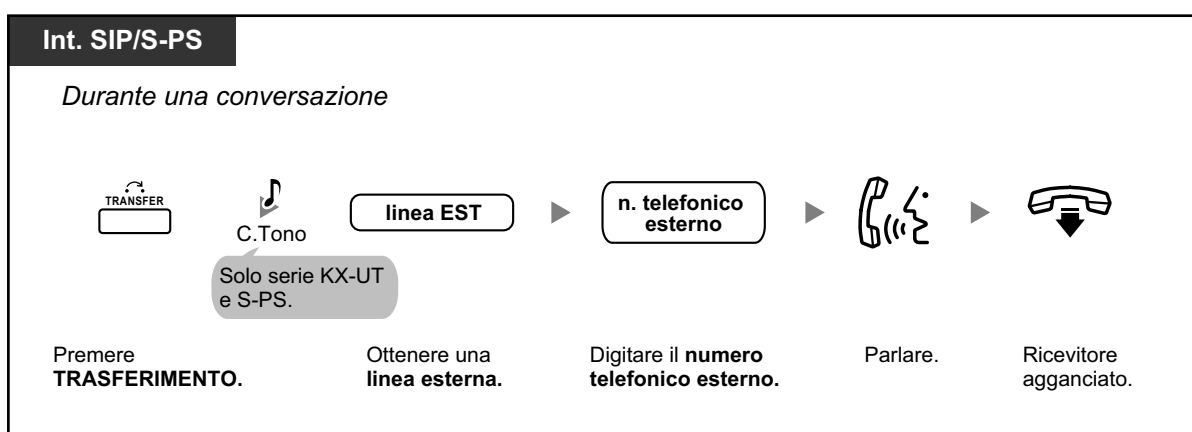 Int. SIP/S-PS
Durante una conversazione
TRANSFER
C.Tono
Solo serie KX-UT
e S-PS.
linea EST
n. telefonico
esterno
Premere
TRASFERIMENTO.
Ottenere una
linea esterna.
Digitare il numero
telefonico esterno.
Parlare.
Ricevitore
agganciato.